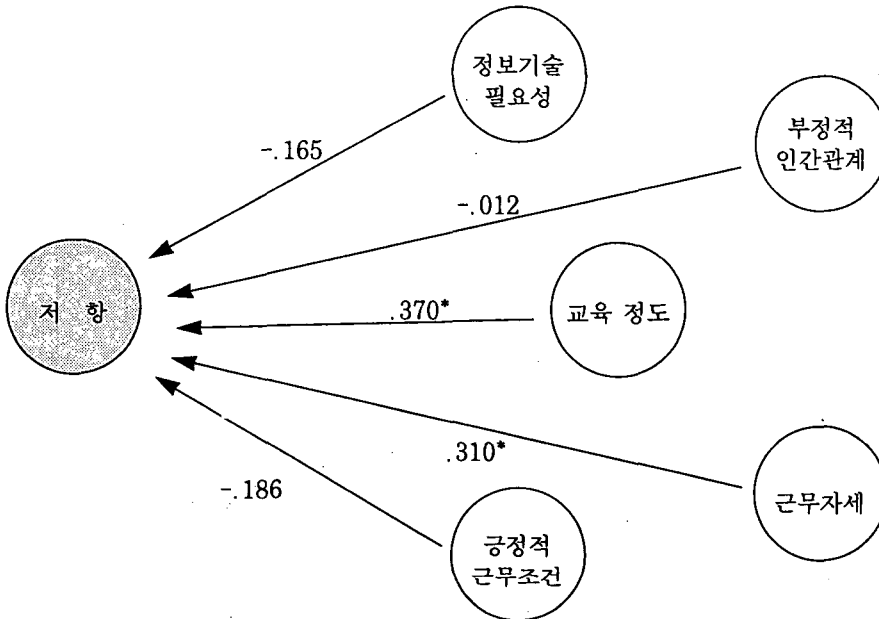 정보기술
필요성
부정적
인간관계
-.165
-.012
저 항
.370*
교육 정도
.310*
-.186
근무자세
긍정적
근무조건